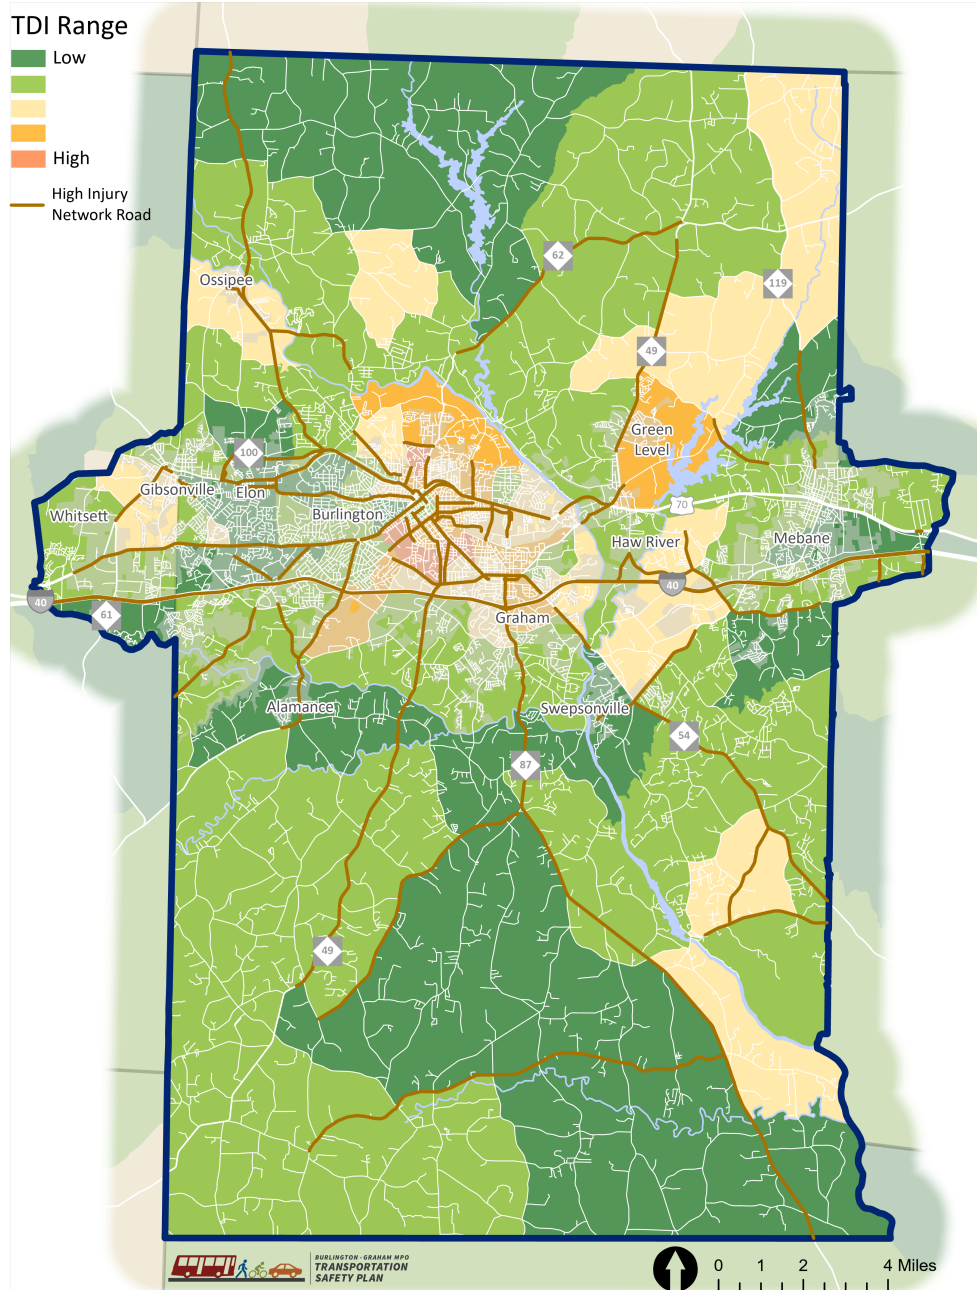 TDI Range
Low
High
High Injury
Network Road
62
119
Ossipee
49
Green
Level
100
Gibsonville
Elon
Whitsett
Burlington
70
Haw River
Mebane
40
40
61
Graham
Alamance
Swepsonville
54
87
49
BURLINGTON - GRAHAM MPO
TRANSPORTATION
SAFETY PLAN
0 1 2 4 Miles